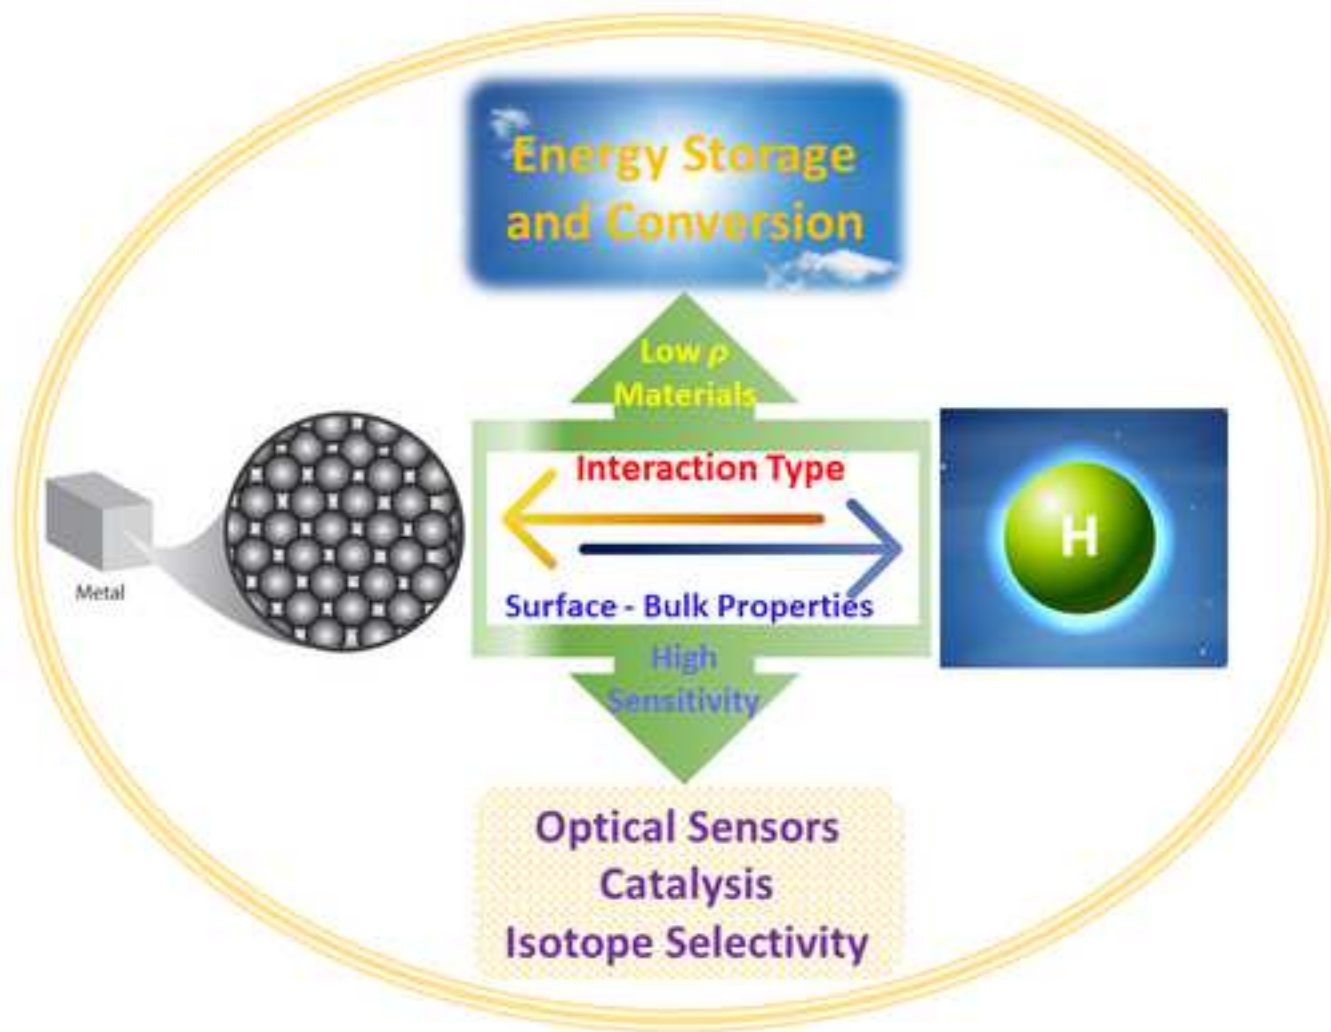 Energy Storage
and Conversion
Low ρ
Materials
Interaction Type
H
Metal
Surface - Bulk Properties
High
Sensitivity
Optical Sensors
Catalysis
Isotope Selectivity